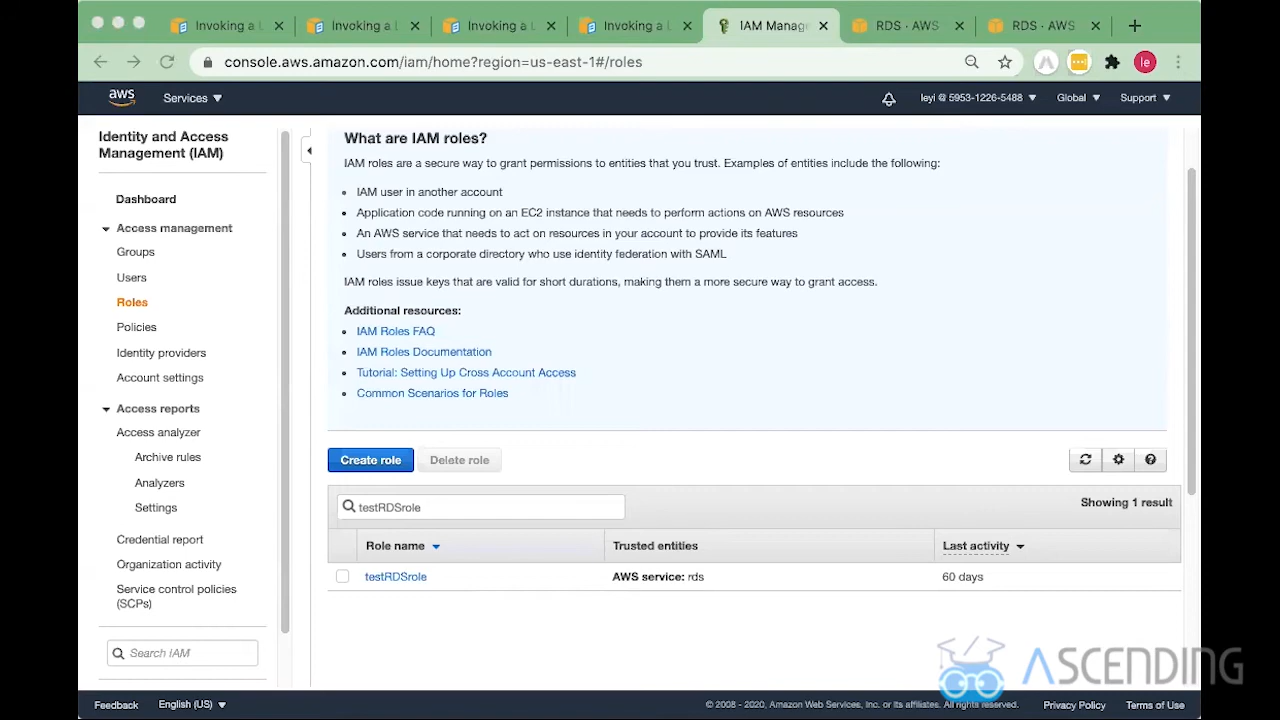 Invoking a L
Invoking a L
Invoking a L
Invoking a L
IAM Manag
RDS · AWS
RDS · AWS
console.aws.amazon.com/iam/home?region=us-east-1#/roles
le
aws
Services
leyi @ 5953-1226-5488
Global
Support
Identity and Access
Management (IAM)
Dashboard
Access management
Groups
Users
Roles
Policies
Identity providers
Account settings
Access reports
Access analyzer
Archive rules
Analyzers
Settings
Credential report
Organization activity
Service control policies
(SCPs)
Search IAM
What are IAM roles?
IAM roles are a secure way to grant permissions to entities that you trust. Examples of entities include the following:
IAM user in another account
Application code running on an EC2 instance that needs to perform actions on AWS resources
An AWS service that needs to act on resources in your account to provide its features
Users from a corporate directory who use identity federation with SAML
IAM roles issue keys that are valid for short durations, making them a more secure way to grant access.
Additional resources:
IAM Roles FAQ
IAM Roles Documentation
Tutorial: Setting Up Cross Account Access
Common Scenarios for Roles
Create role
Delete role
testRDSrole
Showing 1 result
Role name
Trusted entities
Last activity
testRDSrole
AWS service: rds
60 days
ASCENDING
Feedback
English (US)
© 2008 - 2020, Amazon Web Services, Inc. or its affiliates. All rights reserved.
Privacy Policy
Terms of Use